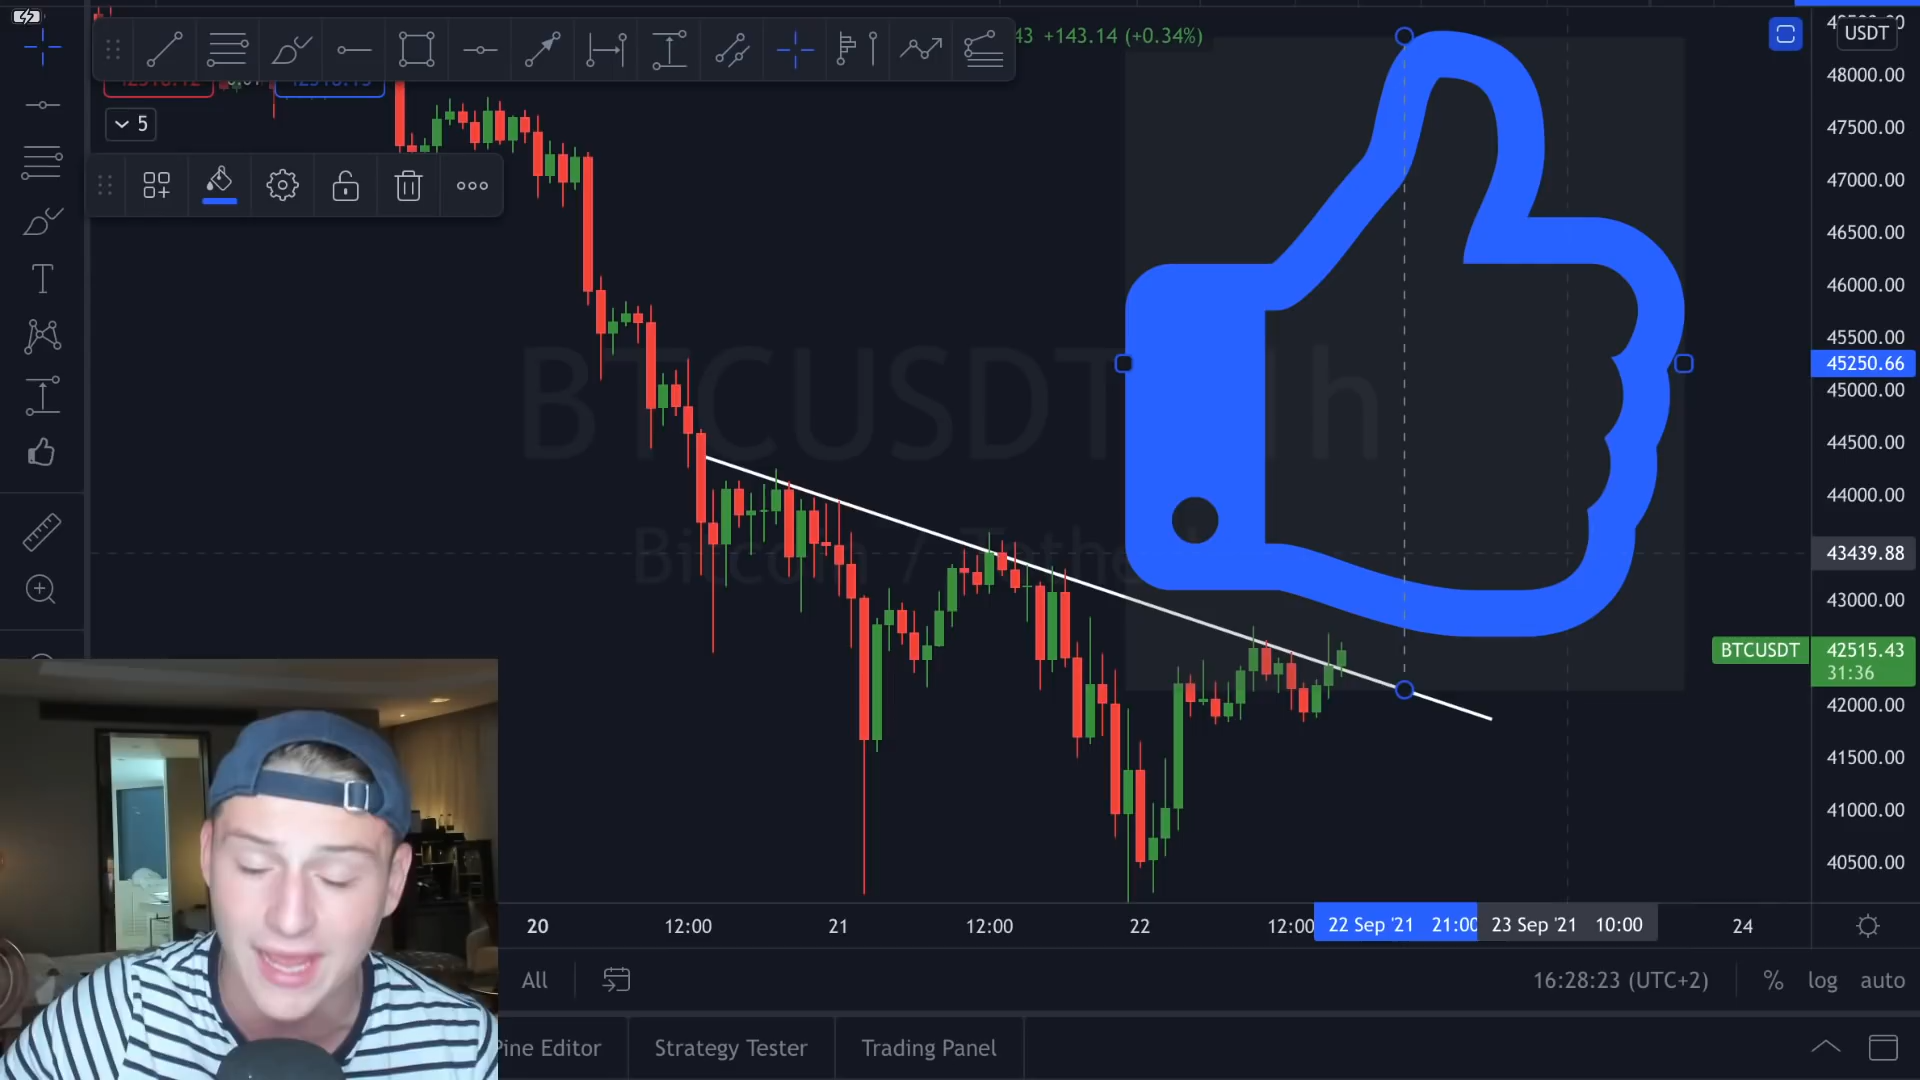 43 +143.14 (+0.34%)
USDT
5
48000.00
47500.00
47000.00
46500.00
46000.00
45500.00
45250.66
45000.00
44500.00
44000.00
43439.88
43000.00
BTCUSDT 42515.43
31:36
42000.00
41500.00
41000.00
40500.00
T
20 12:00 21 12:00 22 12:00 22 Sep '21 21:00 23 Sep '21 10:00 24
All
16:28:23 (UTC+2) % log auto
Pine Editor Strategy Tester Trading Panel